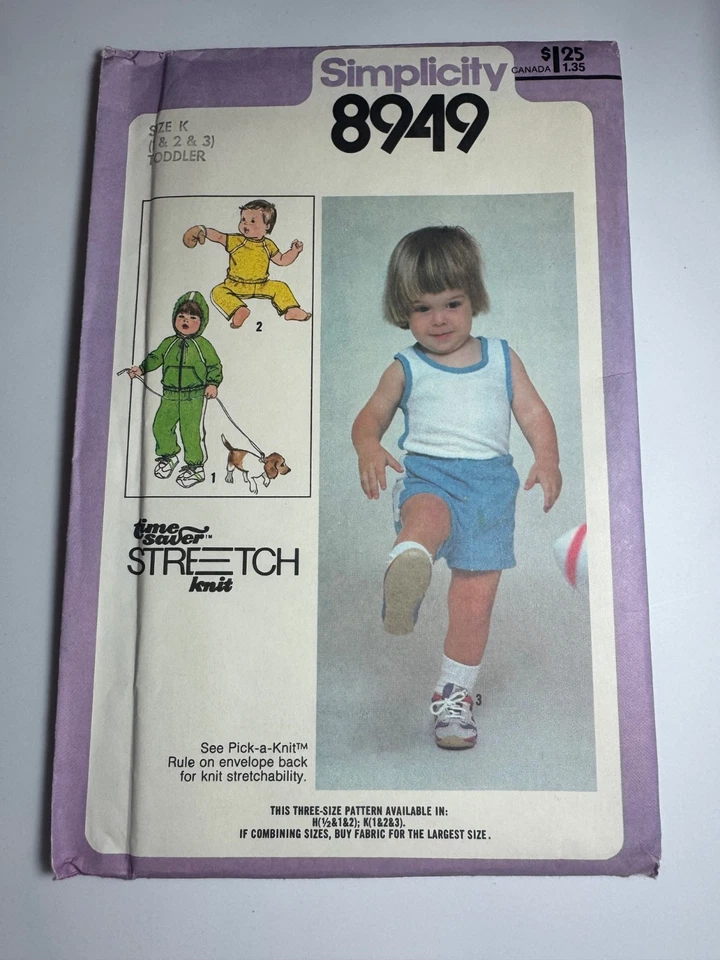 Simplicity
$1.25
CANADA 1.35
8949
SIZE K
(1 & 2 & 3)
TODDLER
2
1
3
time
saver™
STRETCH
knit
See Pick-a-Knit™
Rule on envelope back
for knit stretchability.
THIS THREE-SIZE PATTERN AVAILABLE IN:
H(½&1&2); K(1&2&3).
IF COMBINING SIZES, BUY FABRIC FOR THE LARGEST SIZE.